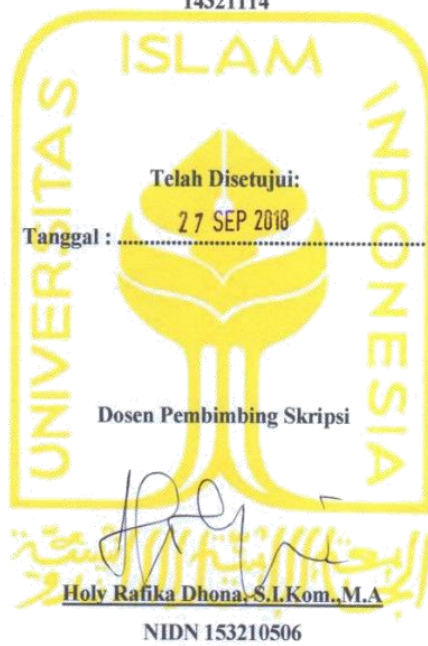 14321114
UNIVERSITAS ISLAM INDONESIA
Telah Disetujui:
Tanggal : 27 SEP 2018
Dosen Pembimbing Skripsi
Holy Rafika Dhona, S.I.Kom.,M.A
NIDN 153210506